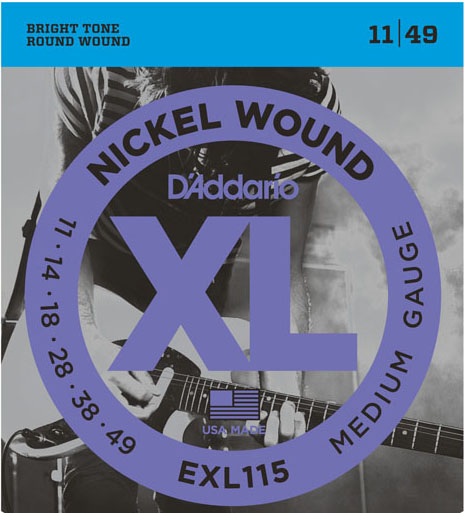 BRIGHT TONE
ROUND WOUND
11|49
NICKEL WOUND
D'Addario
XL
11 · 14 · 18 · 28 · 38 · 49
MEDIUM GAUGE
USA MADE
EXL115